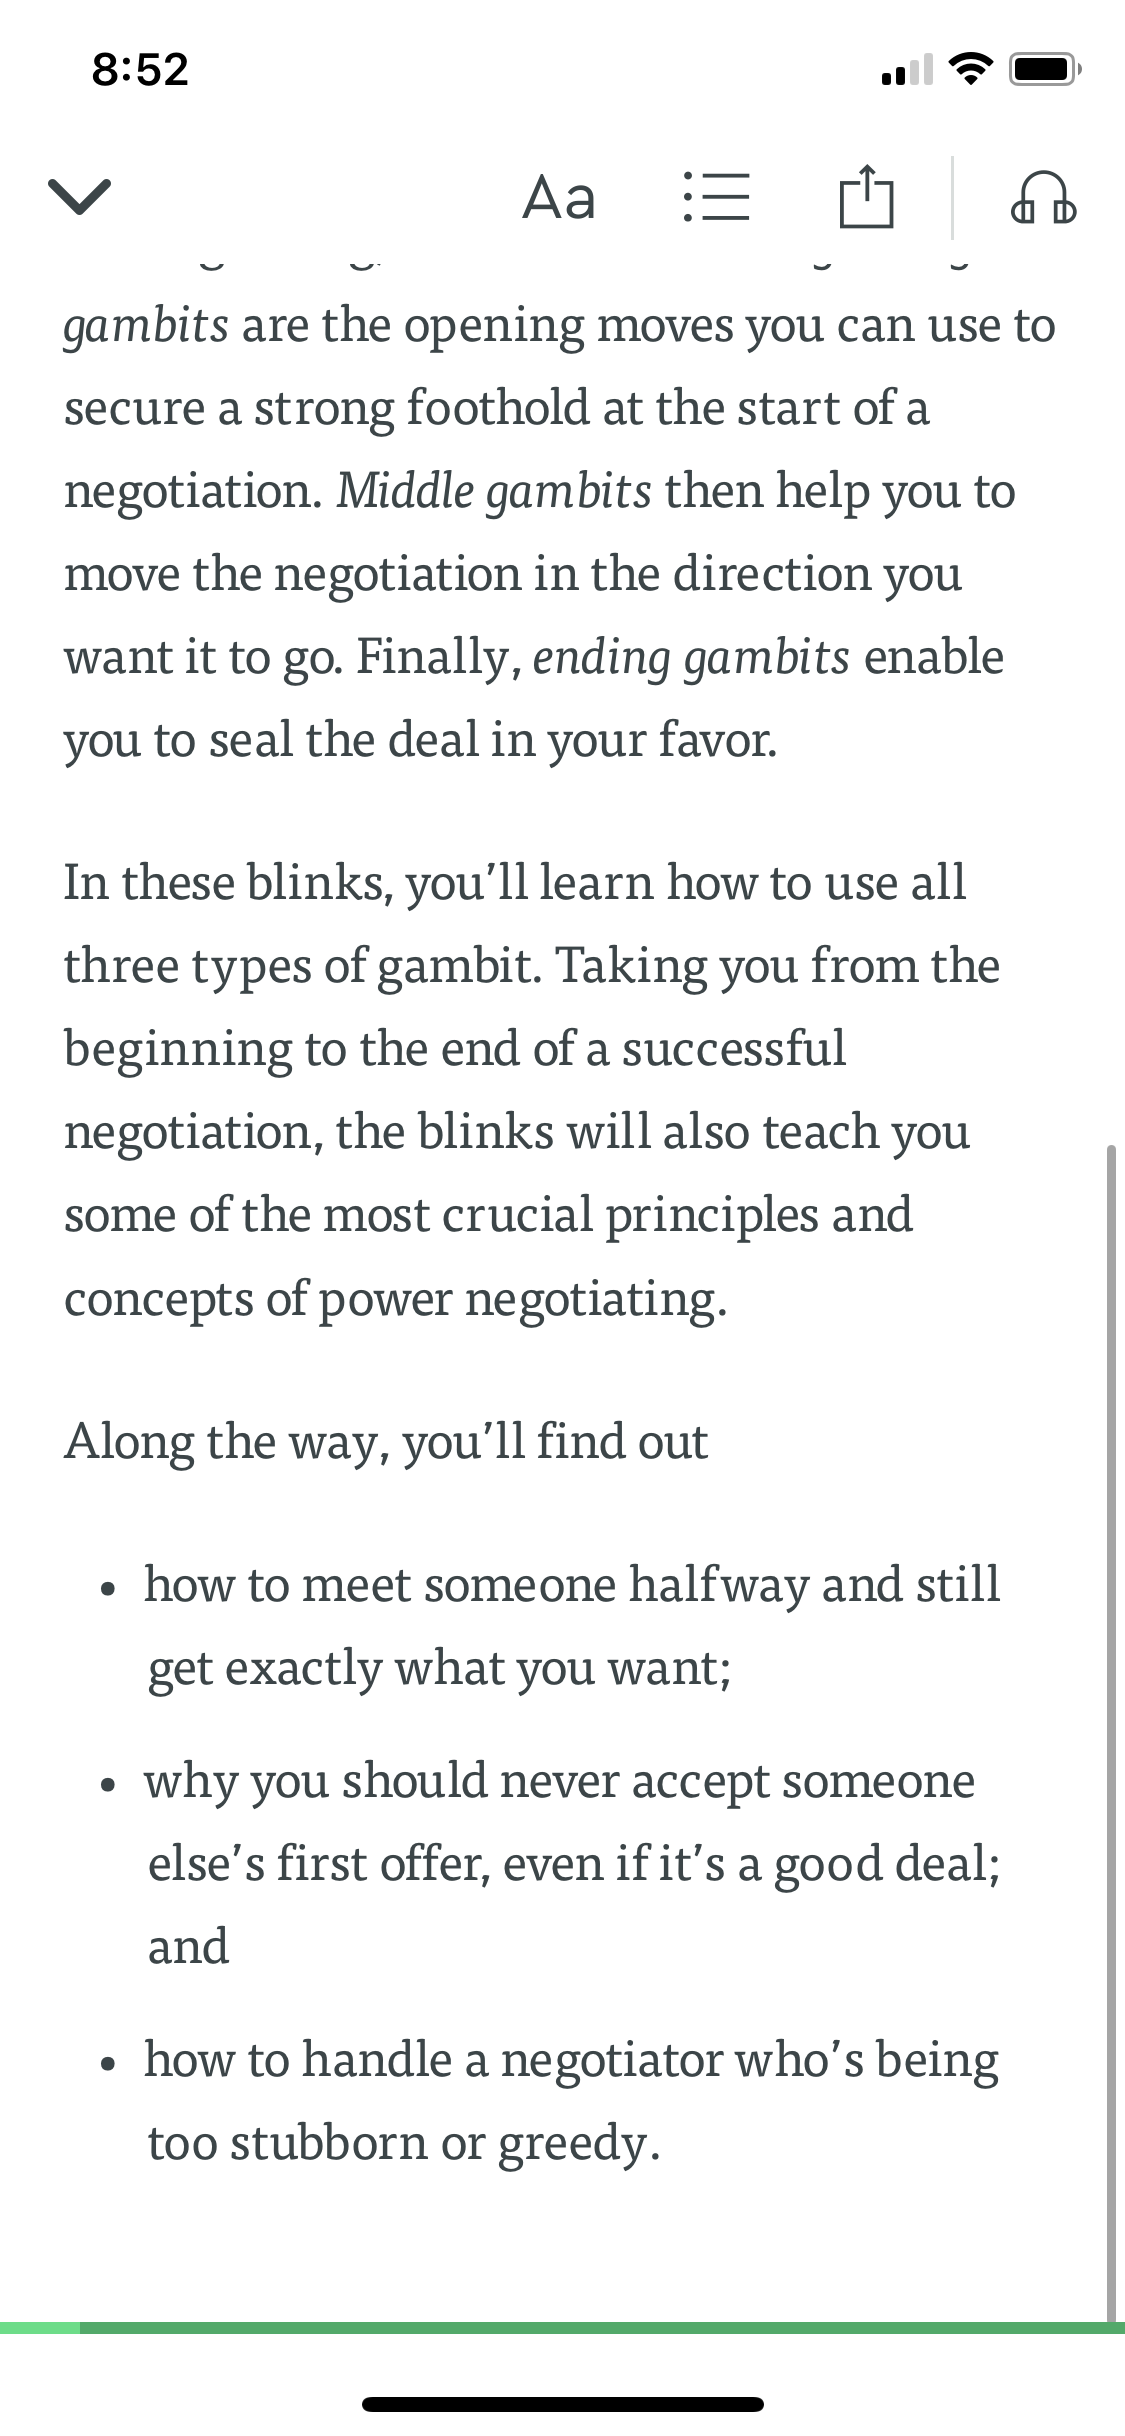 8:52
Aa
gambits are the opening moves you can use to
secure a strong foothold at the start of a
negotiation. Middle gambits then help you to
move the negotiation in the direction you
want it to go. Finally, ending gambits enable
you to seal the deal in your favor.
In these blinks, you’ll learn how to use all
three types of gambit. Taking you from the
beginning to the end of a successful
negotiation, the blinks will also teach you
some of the most crucial principles and
concepts of power negotiating.
Along the way, you’ll find out
• how to meet someone halfway and still
get exactly what you want;
• why you should never accept someone
else’s first offer, even if it’s a good deal;
and
• how to handle a negotiator who’s being
too stubborn or greedy.